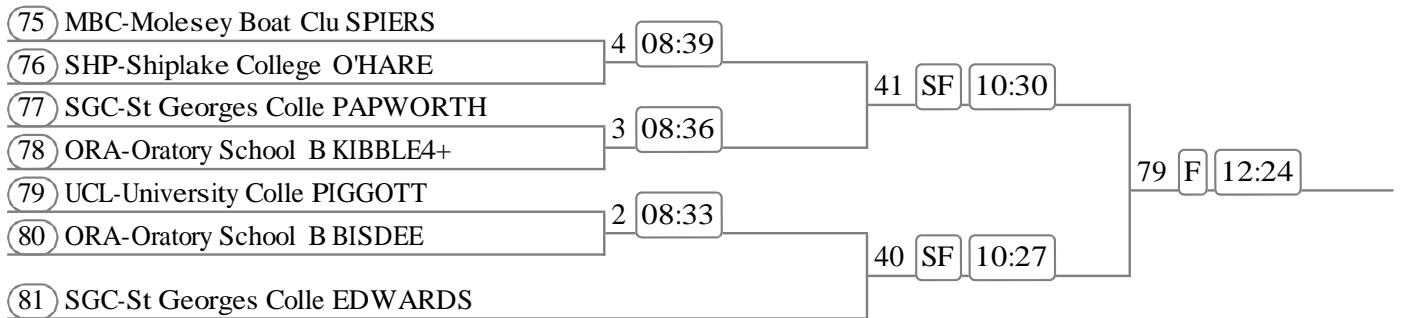 75 MBC-Molesey Boat Clu SPIERS
4 08:39
76 SHP-Shiplake College O'HARE
41 SF 10:30
77 SGC-St Georges Colle PAPWORTH
3 08:36
78 ORA-Oratory School B KIBBLE4+
79 F 12:24
79 UCL-University Colle PIGGOTT
2 08:33
80 ORA-Oratory School B BISDEE
40 SF 10:27
81 SGC-St Georges Colle EDWARDS